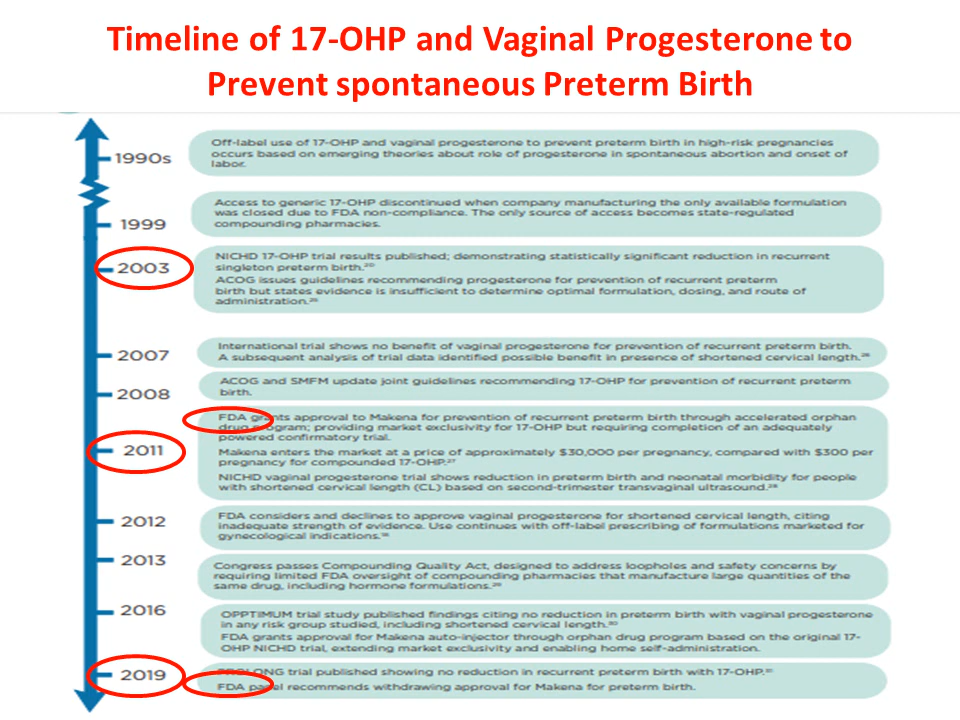 Timeline of 17-OHP and Vaginal Progesterone to
Prevent spontaneous Preterm Birth
1990s
Off-label use of 17-OHP and vaginal progesterone to prevent preterm birth in high-risk pregnancies
occurs based on emerging theories about role of progesterone in spontaneous abortion and onset of
labor.
1999
Access to generic 17-OHP discontinued when company manufacturing the only available formulation
was closed due to FDA non-compliance. The only source of access becomes state-regulated
compounding pharmacies.
2003
NICHD 17-OHP trial results published; demonstrating statistically significant reduction in recurrent
singleton preterm birth.²⁰
ACOG issues guidelines recommending progesterone for prevention of recurrent preterm
birth but states evidence is insufficient to determine optimal formulation, dosing, and route of
administration.²⁵
2007
International trial shows no benefit of vaginal progesterone for prevention of recurrent preterm birth.
A subsequent analysis of trial data identified possible benefit in presence of shortened cervical length.²⁶
2008
ACOG and SMFM update joint guidelines recommending 17-OHP for prevention of recurrent preterm
birth.
2011
FDA grants approval to Makena for prevention of recurrent preterm birth through accelerated orphan
drug program; providing market exclusivity for 17-OHP but requiring completion of an adequately
powered confirmatory trial.
Makena enters the market at a price of approximately $30,000 per pregnancy, compared with $300 per
pregnancy for compounded 17-OHP.²⁷
NICHD vaginal progesterone trial shows reduction in preterm birth and neonatal morbidity for people
with shortened cervical length (CL) based on second-trimester transvaginal ultrasound.²⁸
2012
FDA considers and declines to approve vaginal progesterone for shortened cervical length, citing
inadequate strength of evidence. Use continues with off-label prescribing of formulations marketed for
gynecological indications.¹⁸
2013
Congress passes Compounding Quality Act, designed to address loopholes and safety concerns by
requiring limited FDA oversight of compounding pharmacies that manufacture large quantities of the
same drug, including hormone formulations.²⁹
2016
OPPTIMUM trial study published findings citing no reduction in preterm birth with vaginal progesterone
in any risk group studied, including shortened cervical length.³⁰
FDA grants approval for Makena auto-injector through orphan drug program based on the original 17-
OHP NICHD trial, extending market exclusivity and enabling home self-administration.
2019
PROLONG trial published showing no reduction in recurrent preterm birth with 17-OHP.³¹
FDA panel recommends withdrawing approval for Makena for preterm birth.